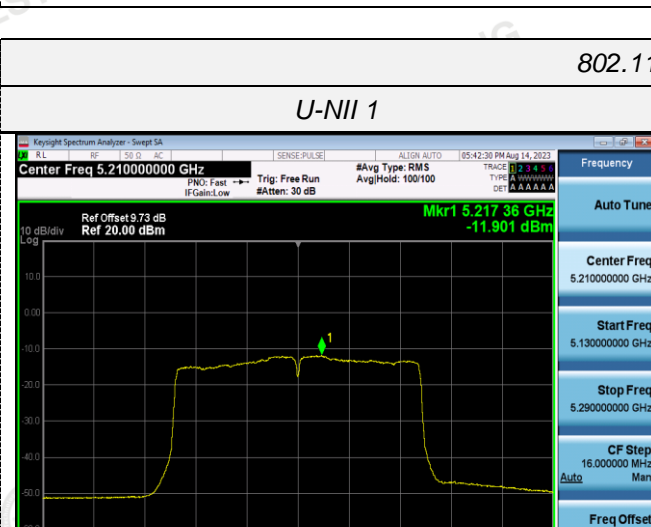 802.11
U-NII 1
Keysight Spectrum Analyzer - Swept SA
RL RF 50 Ω AC SENSE:PULSE ALIGN AUTO 05:42:30 PM Aug 14, 2023
Center Freq 5.210000000 GHz
PNO: Fast Trig: Free Run
IFGain:Low #Atten: 30 dB
#Avg Type: RMS
Avg|Hold: 100/100
TRACE 1 2 3 4 5 6
TYPE A WWWWW
DET A A A A A A
Frequency
Auto Tune
Ref Offset 9.73 dB
10 dB/div Ref 20.00 dBm
Log
Mkr1 5.217 36 GHz
-11.901 dBm
10.0
0.00
-10.0
-20.0
-30.0
-40.0
-50.0
1
Center Freq
5.210000000 GHz
Start Freq
5.130000000 GHz
Stop Freq
5.290000000 GHz
CF Step
16.000000 MHz
Auto Man
Freq Offset